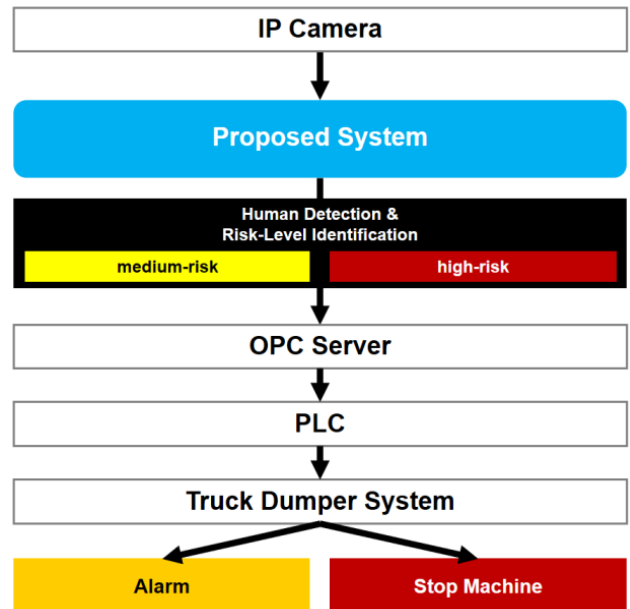 IP Camera
Proposed System
Human Detection &
Risk-Level Identification
medium-risk
high-risk
OPC Server
PLC
Truck Dumper System
Alarm
Stop Machine